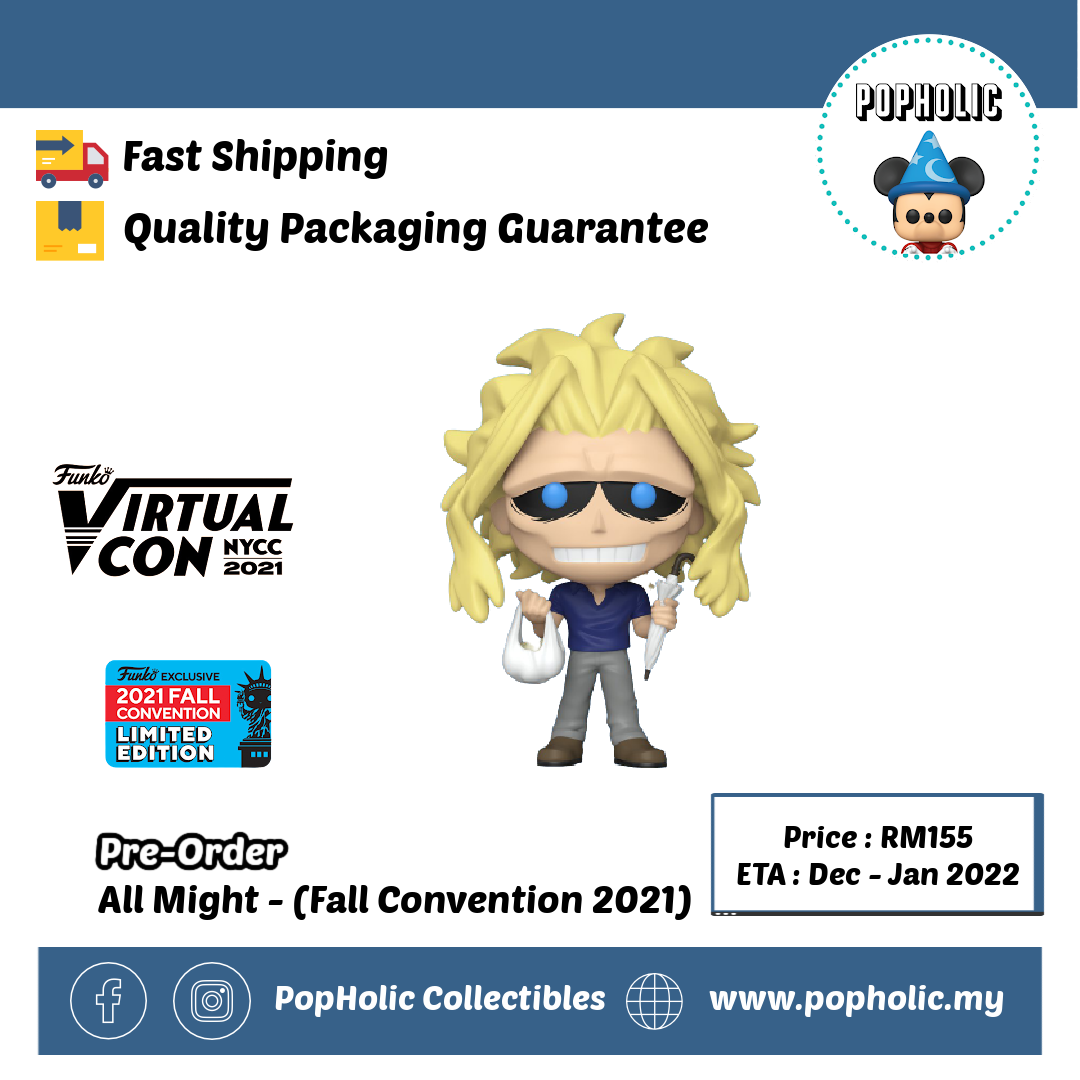 POPHOLIC
Fast Shipping
Quality Packaging Guarantee
Funko
VIRTUAL
CON NYCC
2021
Funko EXCLUSIVE
2021 FALL
CONVENTION
LIMITED
EDITION
Pre-Order
All Might - (Fall Convention 2021)
Price : RM155
ETA : Dec - Jan 2022
PopHolic Collectibles www.popholic.my